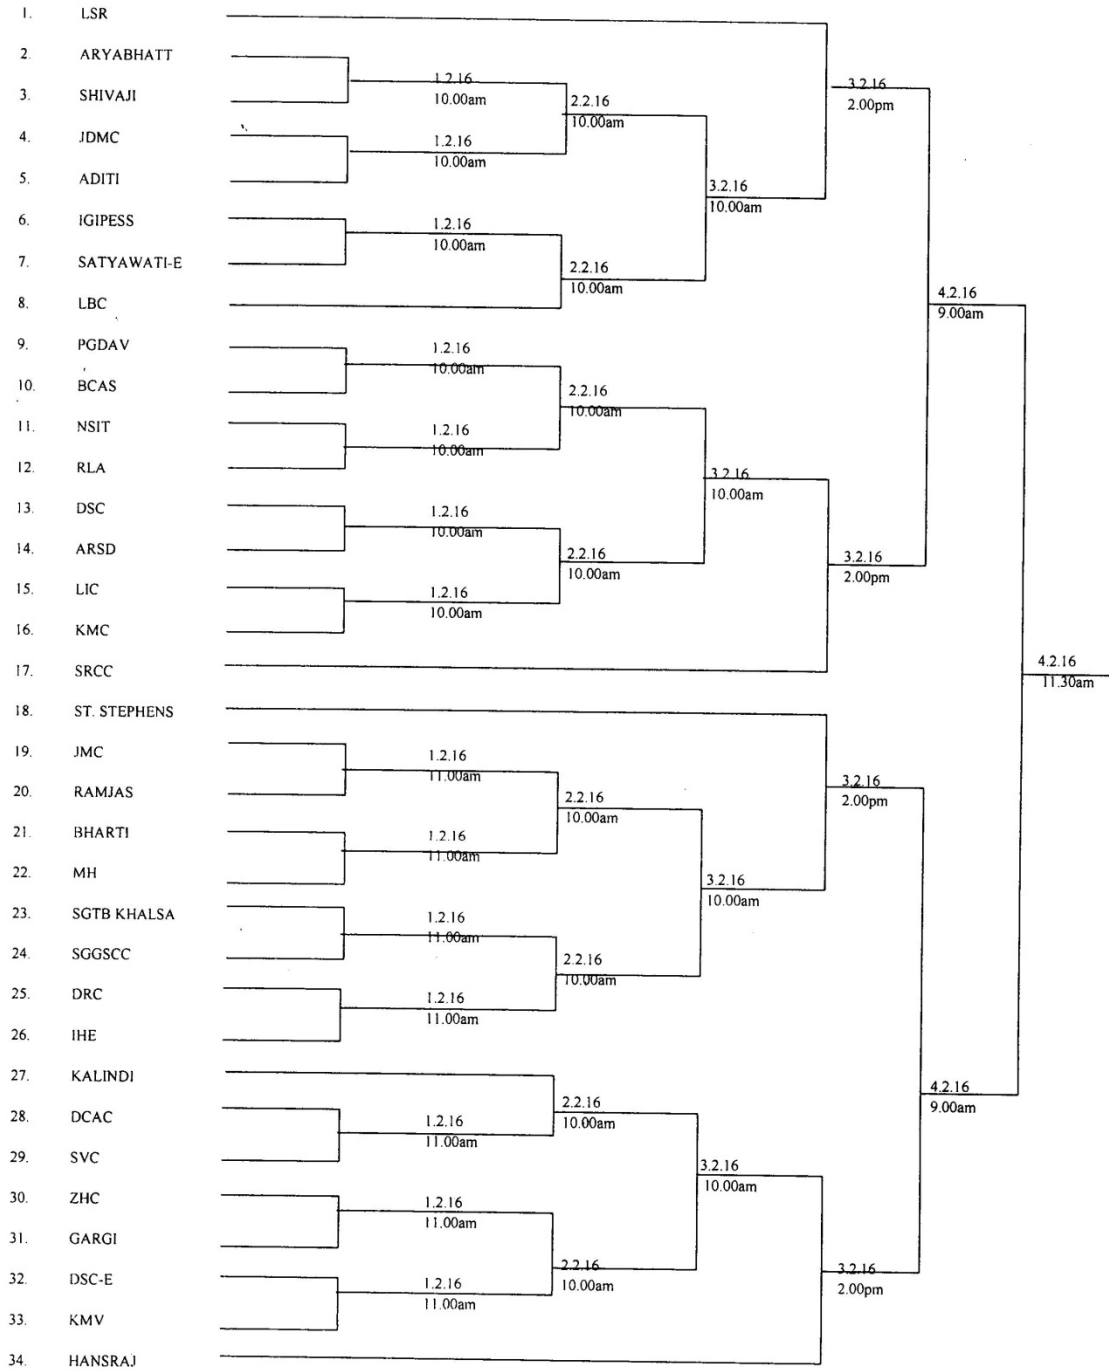 1. LSR
2. ARYABHATT
1.2.16
10.00am
3. SHIVAJI
2.2.16
10.00am
3.2.16
2.00pm
4. JDMC
1.2.16
10.00am
5. ADITI
3.2.16
10.00am
6. IGIPESS
1.2.16
10.00am
7. SATYAWATI-E
2.2.16
10.00am
8. LBC
4.2.16
9.00am
9. PGDAV
1.2.16
10.00am
10. BCAS
2.2.16
10.00am
11. NSIT
1.2.16
10.00am
12. RLA
3.2.16
10.00am
13. DSC
1.2.16
10.00am
14. ARSD
2.2.16
10.00am
3.2.16
2.00pm
15. LIC
1.2.16
10.00am
16. KMC
17. SRCC
4.2.16
11.30am
18. ST. STEPHENS
19. JMC
1.2.16
11.00am
20. RAMJAS
2.2.16
10.00am
3.2.16
2.00pm
21. BHARTI
1.2.16
11.00am
22. MH
3.2.16
10.00am
23. SGTB KHALSA
1.2.16
11.00am
24. SGGSCC
2.2.16
10.00am
25. DRC
1.2.16
11.00am
26. IHE
27. KALINDI
2.2.16
10.00am
4.2.16
9.00am
28. DCAC
1.2.16
11.00am
29. SVC
3.2.16
10.00am
30. ZHC
1.2.16
11.00am
31. GARGI
2.2.16
10.00am
3.2.16
2.00pm
32. DSC-E
1.2.16
11.00am
33. KMV
34. HANSRAJ